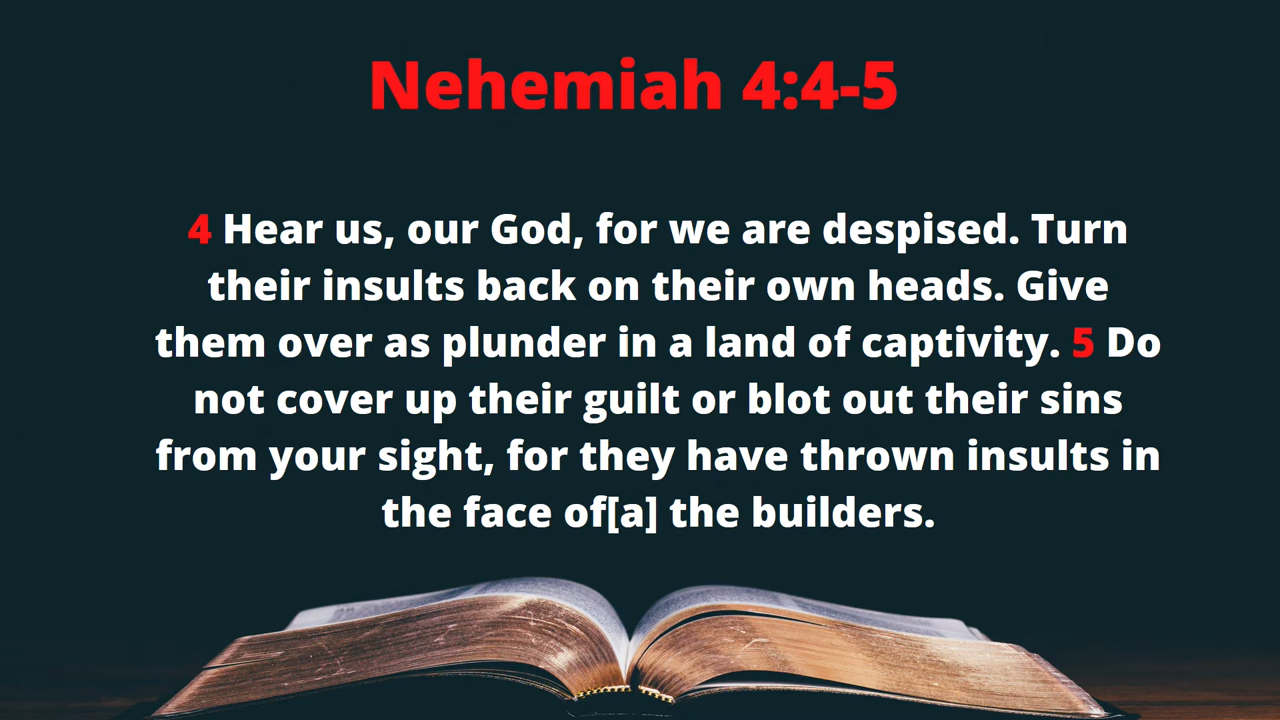 Nehemiah 4:4-5
4 Hear us, our God, for we are despised. Turn
their insults back on their own heads. Give
them over as plunder in a land of captivity. 5 Do
not cover up their guilt or blot out their sins
from your sight, for they have thrown insults in
the face of[a] the builders.